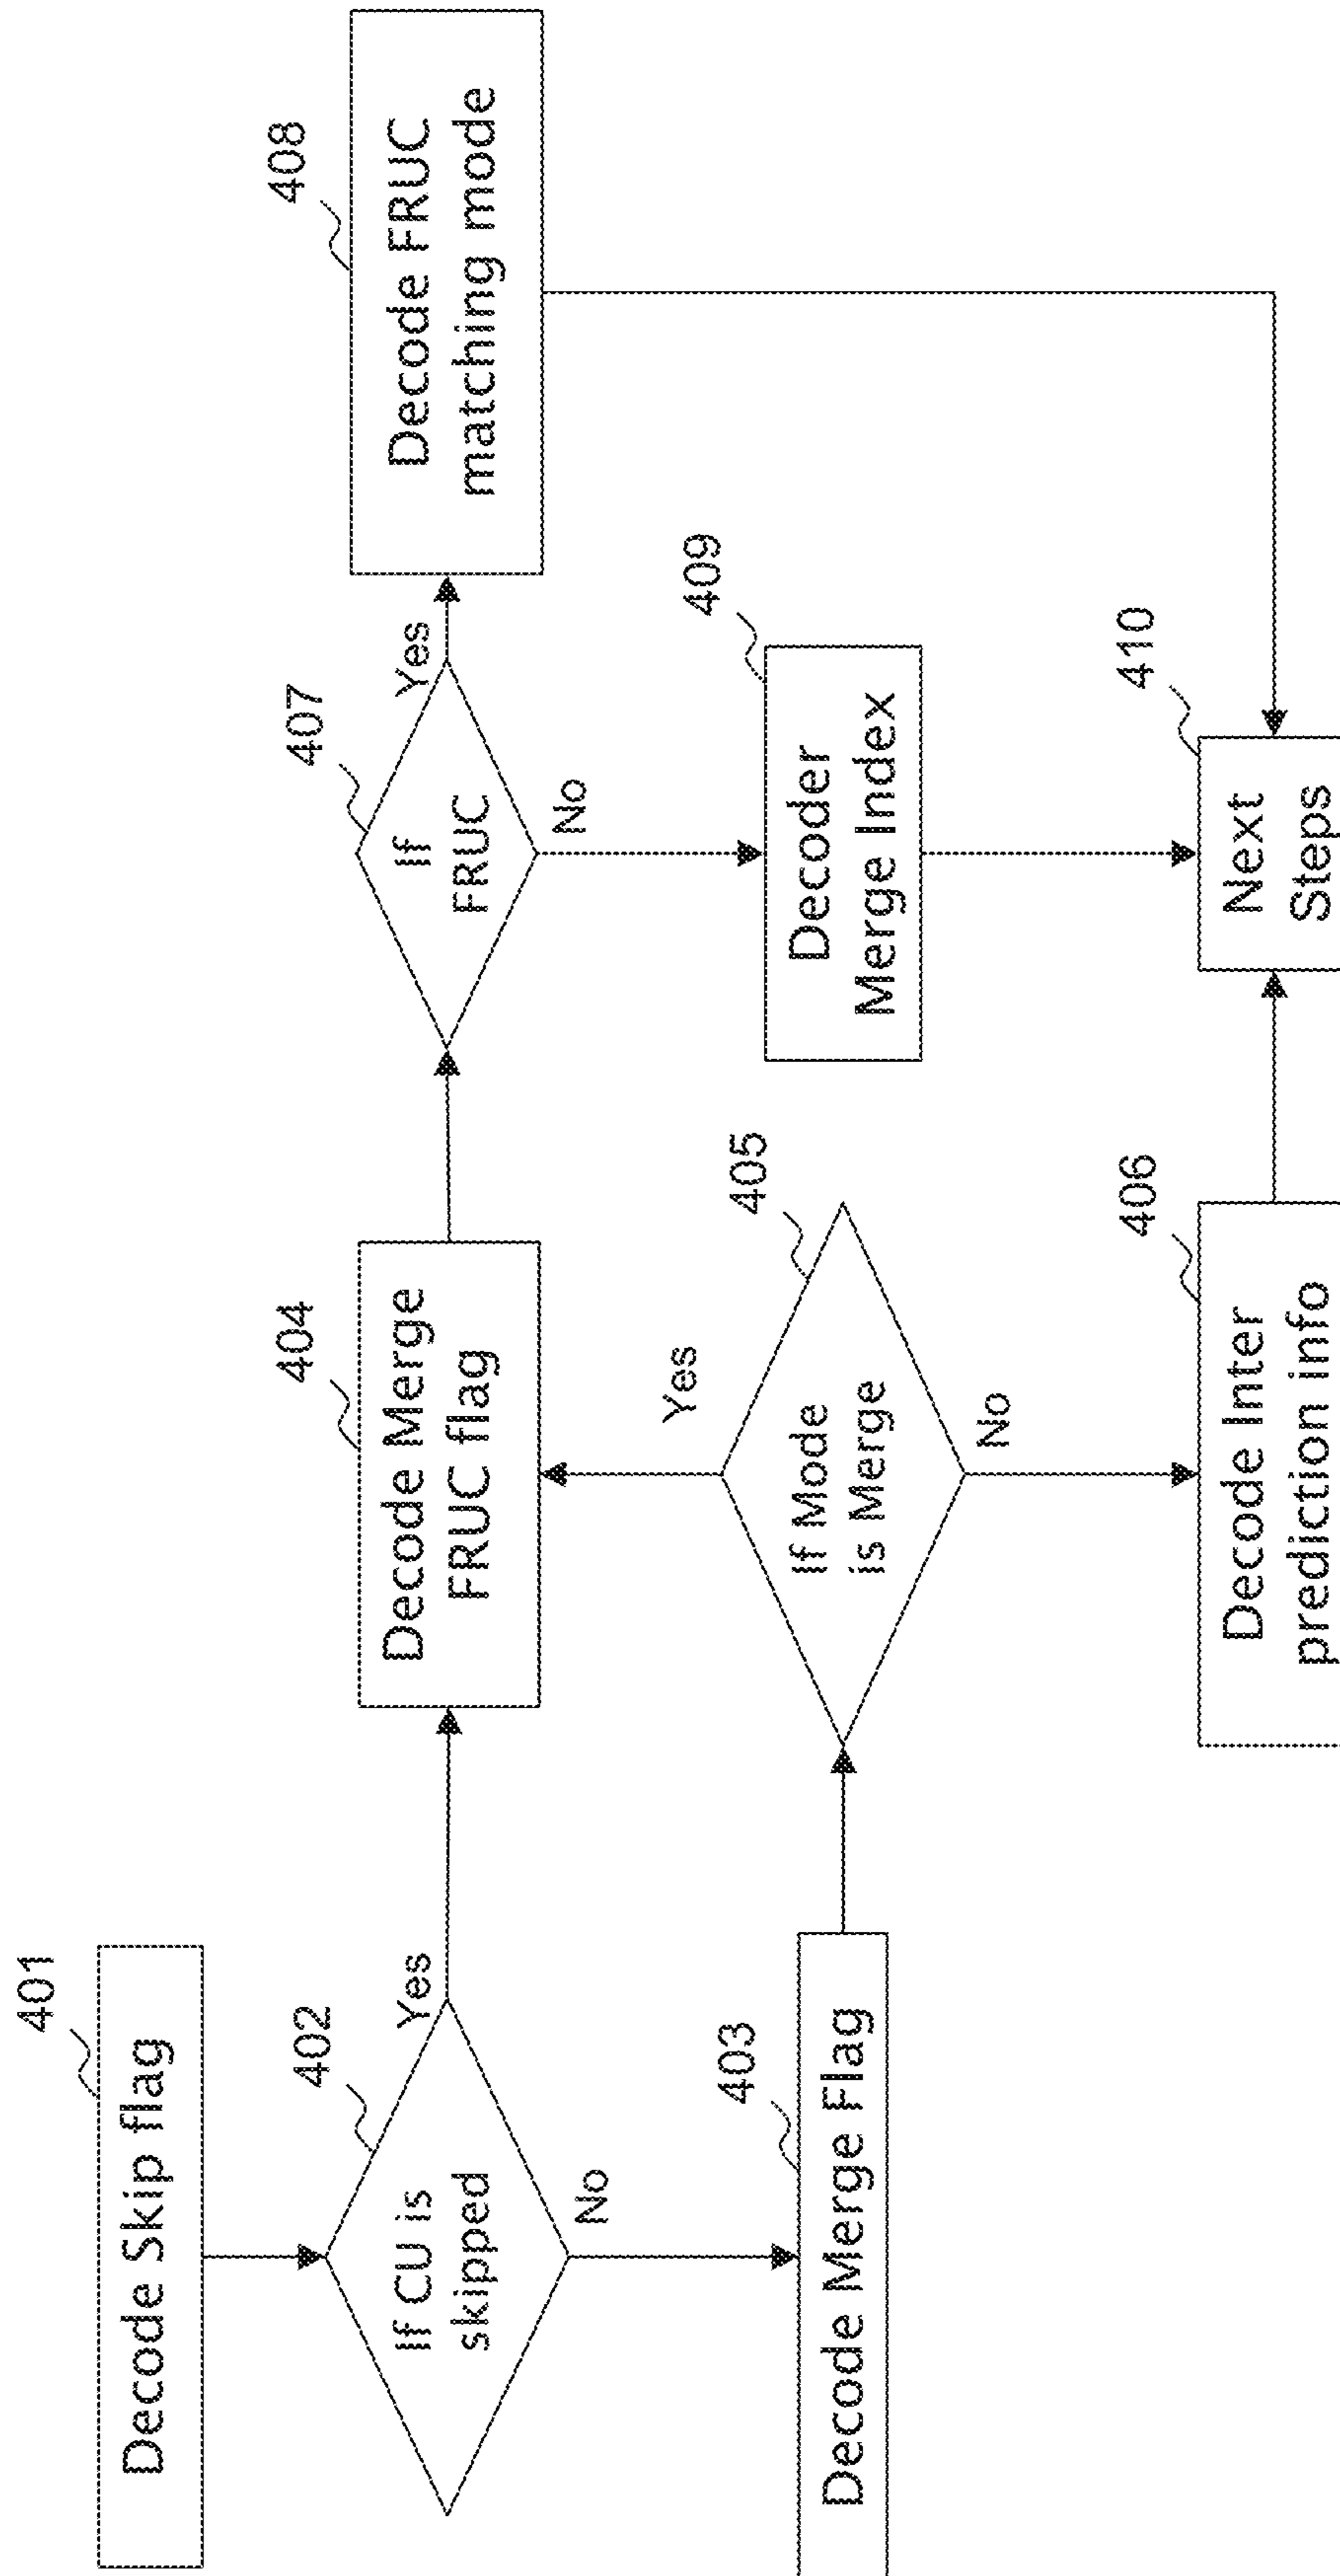 401
Decode Skip flag
402
If CU is
skipped
Yes
No
403
Decode Merge Flag
404
Decode Merge
FRUC flag
405
If Mode
is Merge
Yes
No
406
Decode Inter
prediction info
407
If
FRUC
Yes
No
408
Decode FRUC
matching mode
409
Decoder
Merge Index
410
Next
Steps